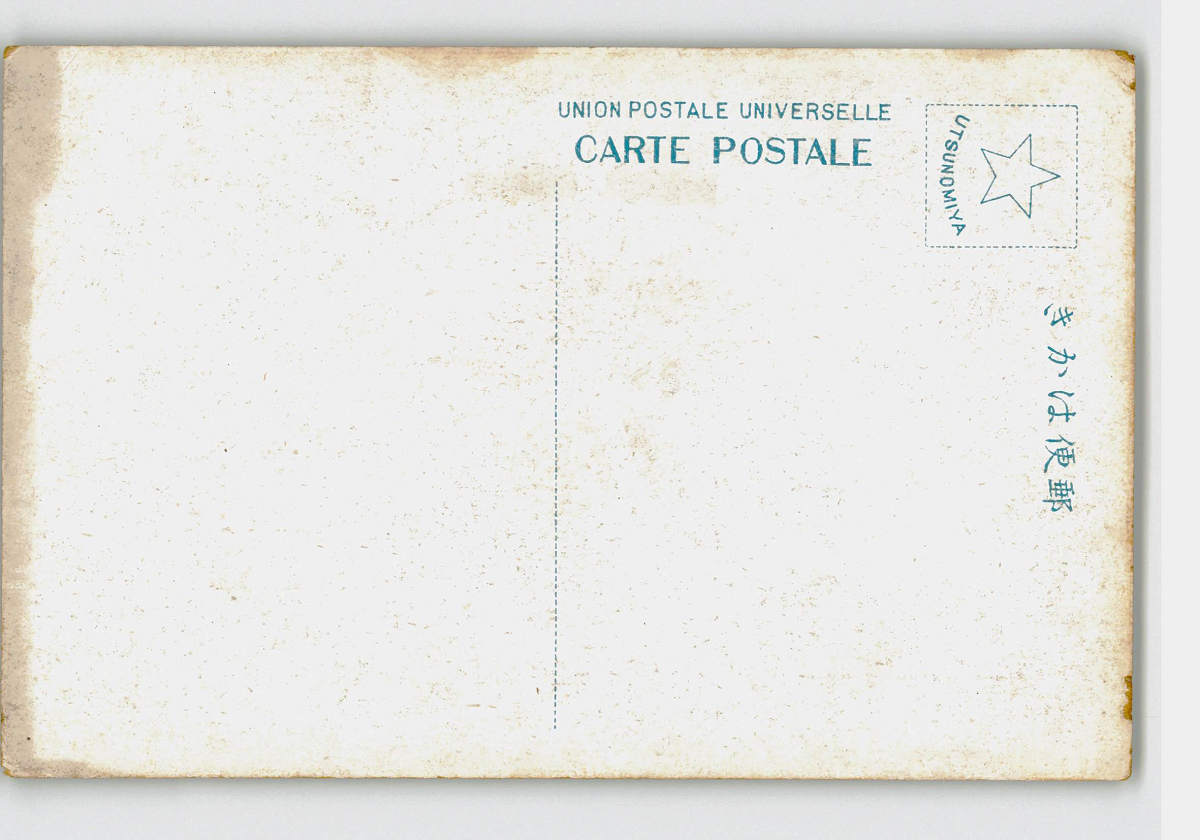 UNION POSTALE UNIVERSELLE
CARTE POSTALE
UTSUNOMIYA
郵便はかき